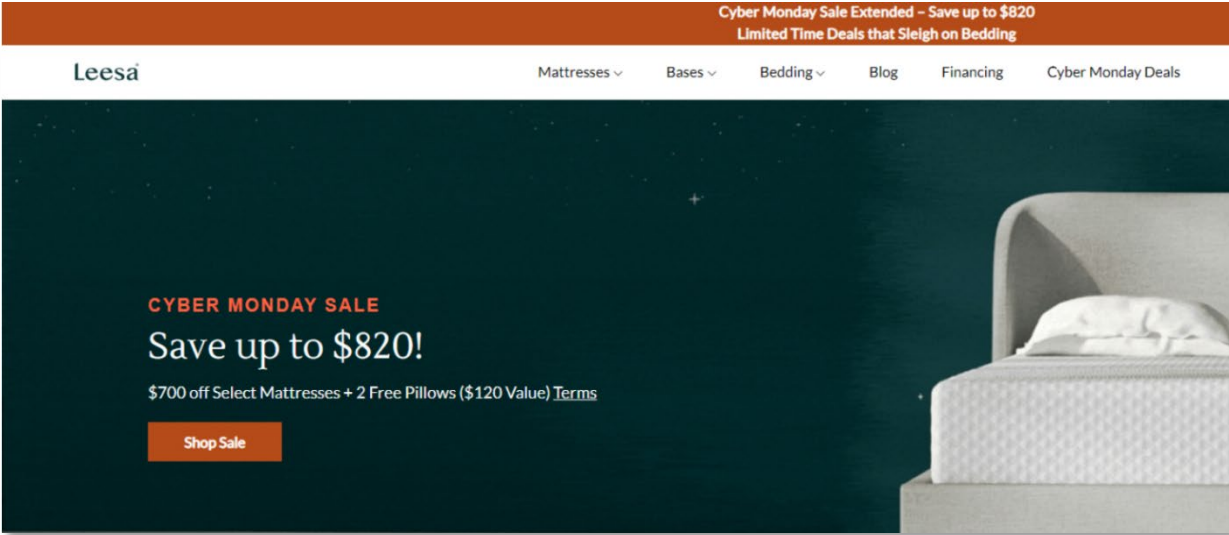 Cyber Monday Sale Extended – Save up to $820
Limited Time Deals that Sleigh on Bedding
Leesa
Mattresses
Bases
Bedding
Blog
Financing
Cyber Monday Deals
CYBER MONDAY SALE
Save up to $820!
$700 off Select Mattresses + 2 Free Pillows ($120 Value) Terms
Shop Sale